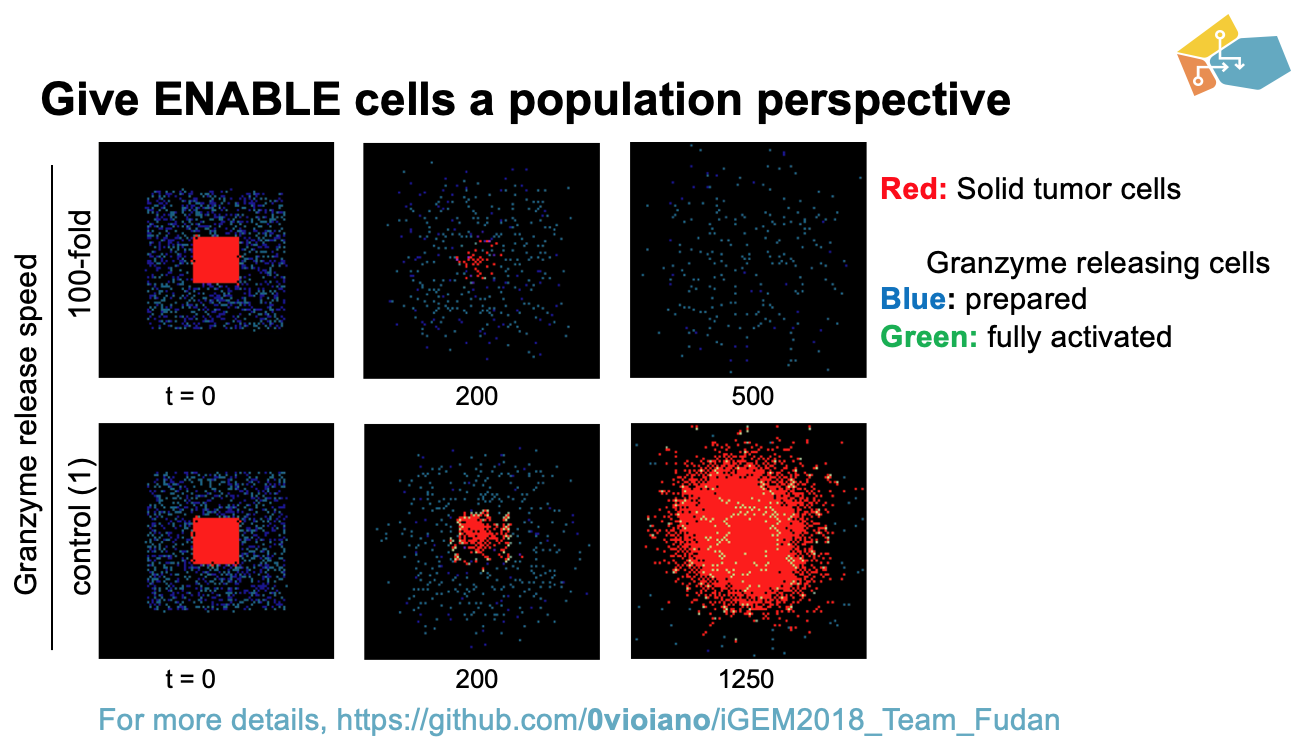 Give ENABLE cells a population perspective
Granzyme release speed
100-fold
t = 0
200
500
control (1)
t = 0
200
1250
Red: Solid tumor cells
Granzyme releasing cells
Blue: prepared
Green: fully activated
For more details, https://github.com/0vioiano/iGEM2018_Team_Fudan